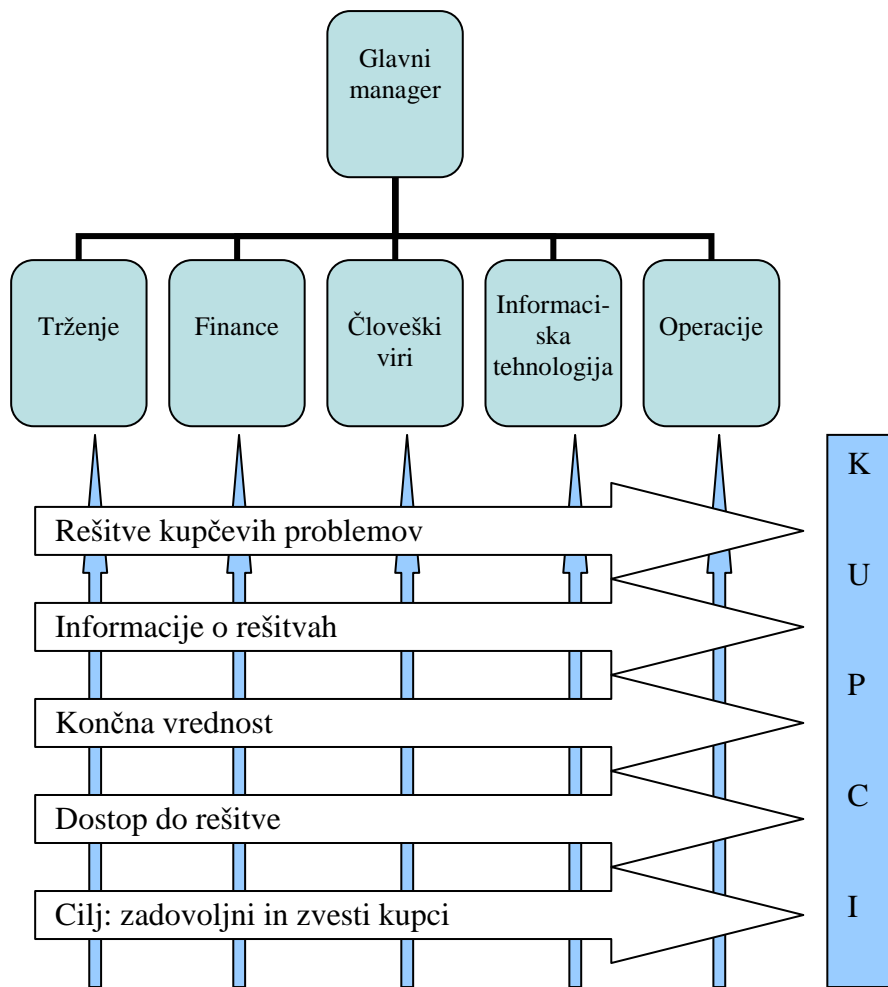 Glavni
manager
Trženje
Finance
Človeški
viri
Informaci-
ska
tehnologija
Operacije
K
U
P
C
I
Rešitve kupčevih problemov
Informacije o rešitvah
Končna vrednost
Dostop do rešitve
Cilj: zadovoljni in zvesti kupci